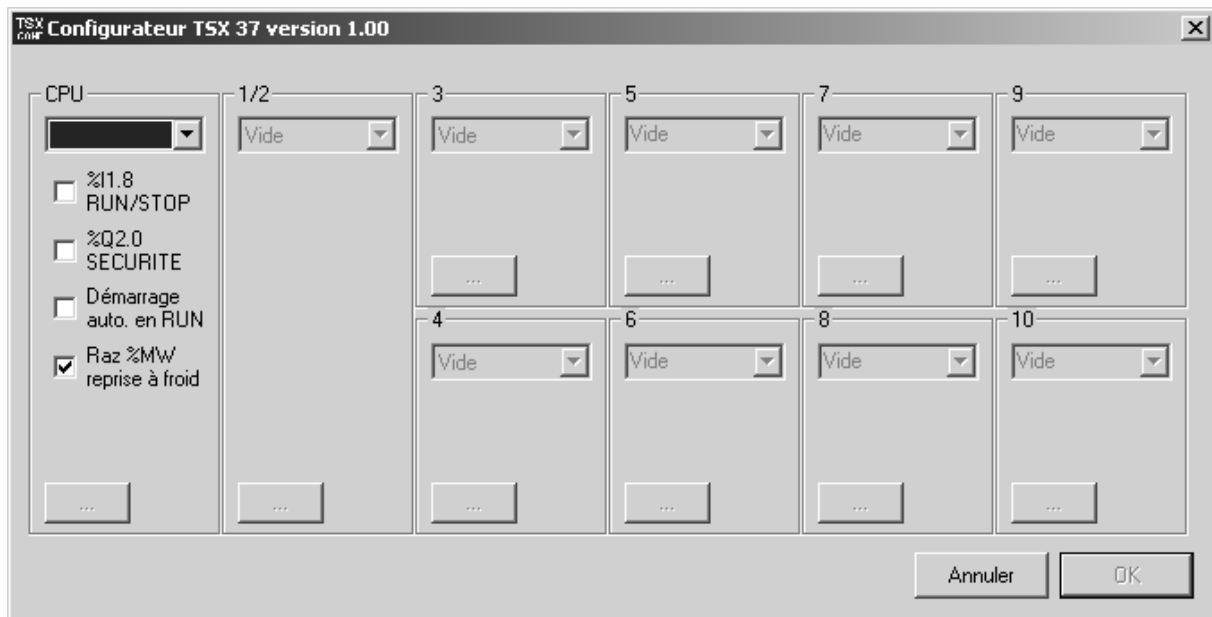 TSX CONF Configurateur TSX 37 version 1.00
CPU
%I1.8
RUN/STOP
%Q2.0
SECURITE
Démarrage
auto. en RUN
Raz %MW
reprise à froid
...
1/2
Vide
...
3
Vide
...
5
Vide
...
7
Vide
...
9
Vide
...
4
Vide
...
6
Vide
...
8
Vide
...
10
Vide
...
Annuler
OK